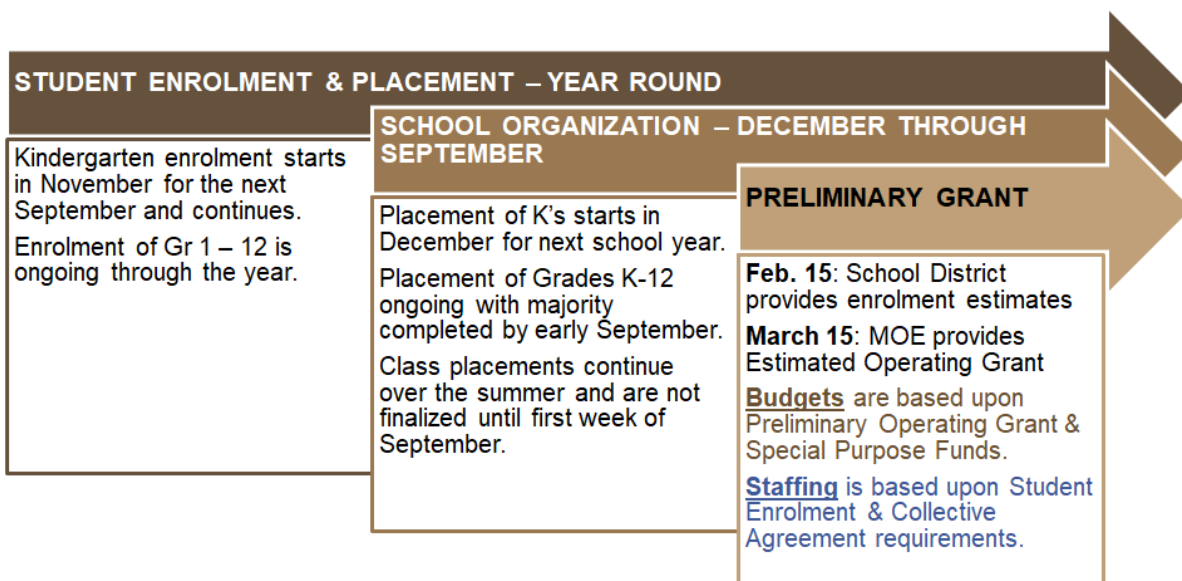 STUDENT ENROLMENT & PLACEMENT – YEAR ROUND
Kindergarten enrolment starts
in November for the next
September and continues.
Enrolment of Gr 1 – 12 is
ongoing through the year.
SCHOOL ORGANIZATION – DECEMBER THROUGH
SEPTEMBER
Placement of K's starts in
December for next school year.
Placement of Grades K-12
ongoing with majority
completed by early September.
Class placements continue
over the summer and are not
finalized until first week of
September.
PRELIMINARY GRANT
Feb. 15: School District
provides enrolment estimates
March 15: MOE provides
Estimated Operating Grant
Budgets are based upon
Preliminary Operating Grant &
Special Purpose Funds.
Staffing is based upon Student
Enrolment & Collective
Agreement requirements.